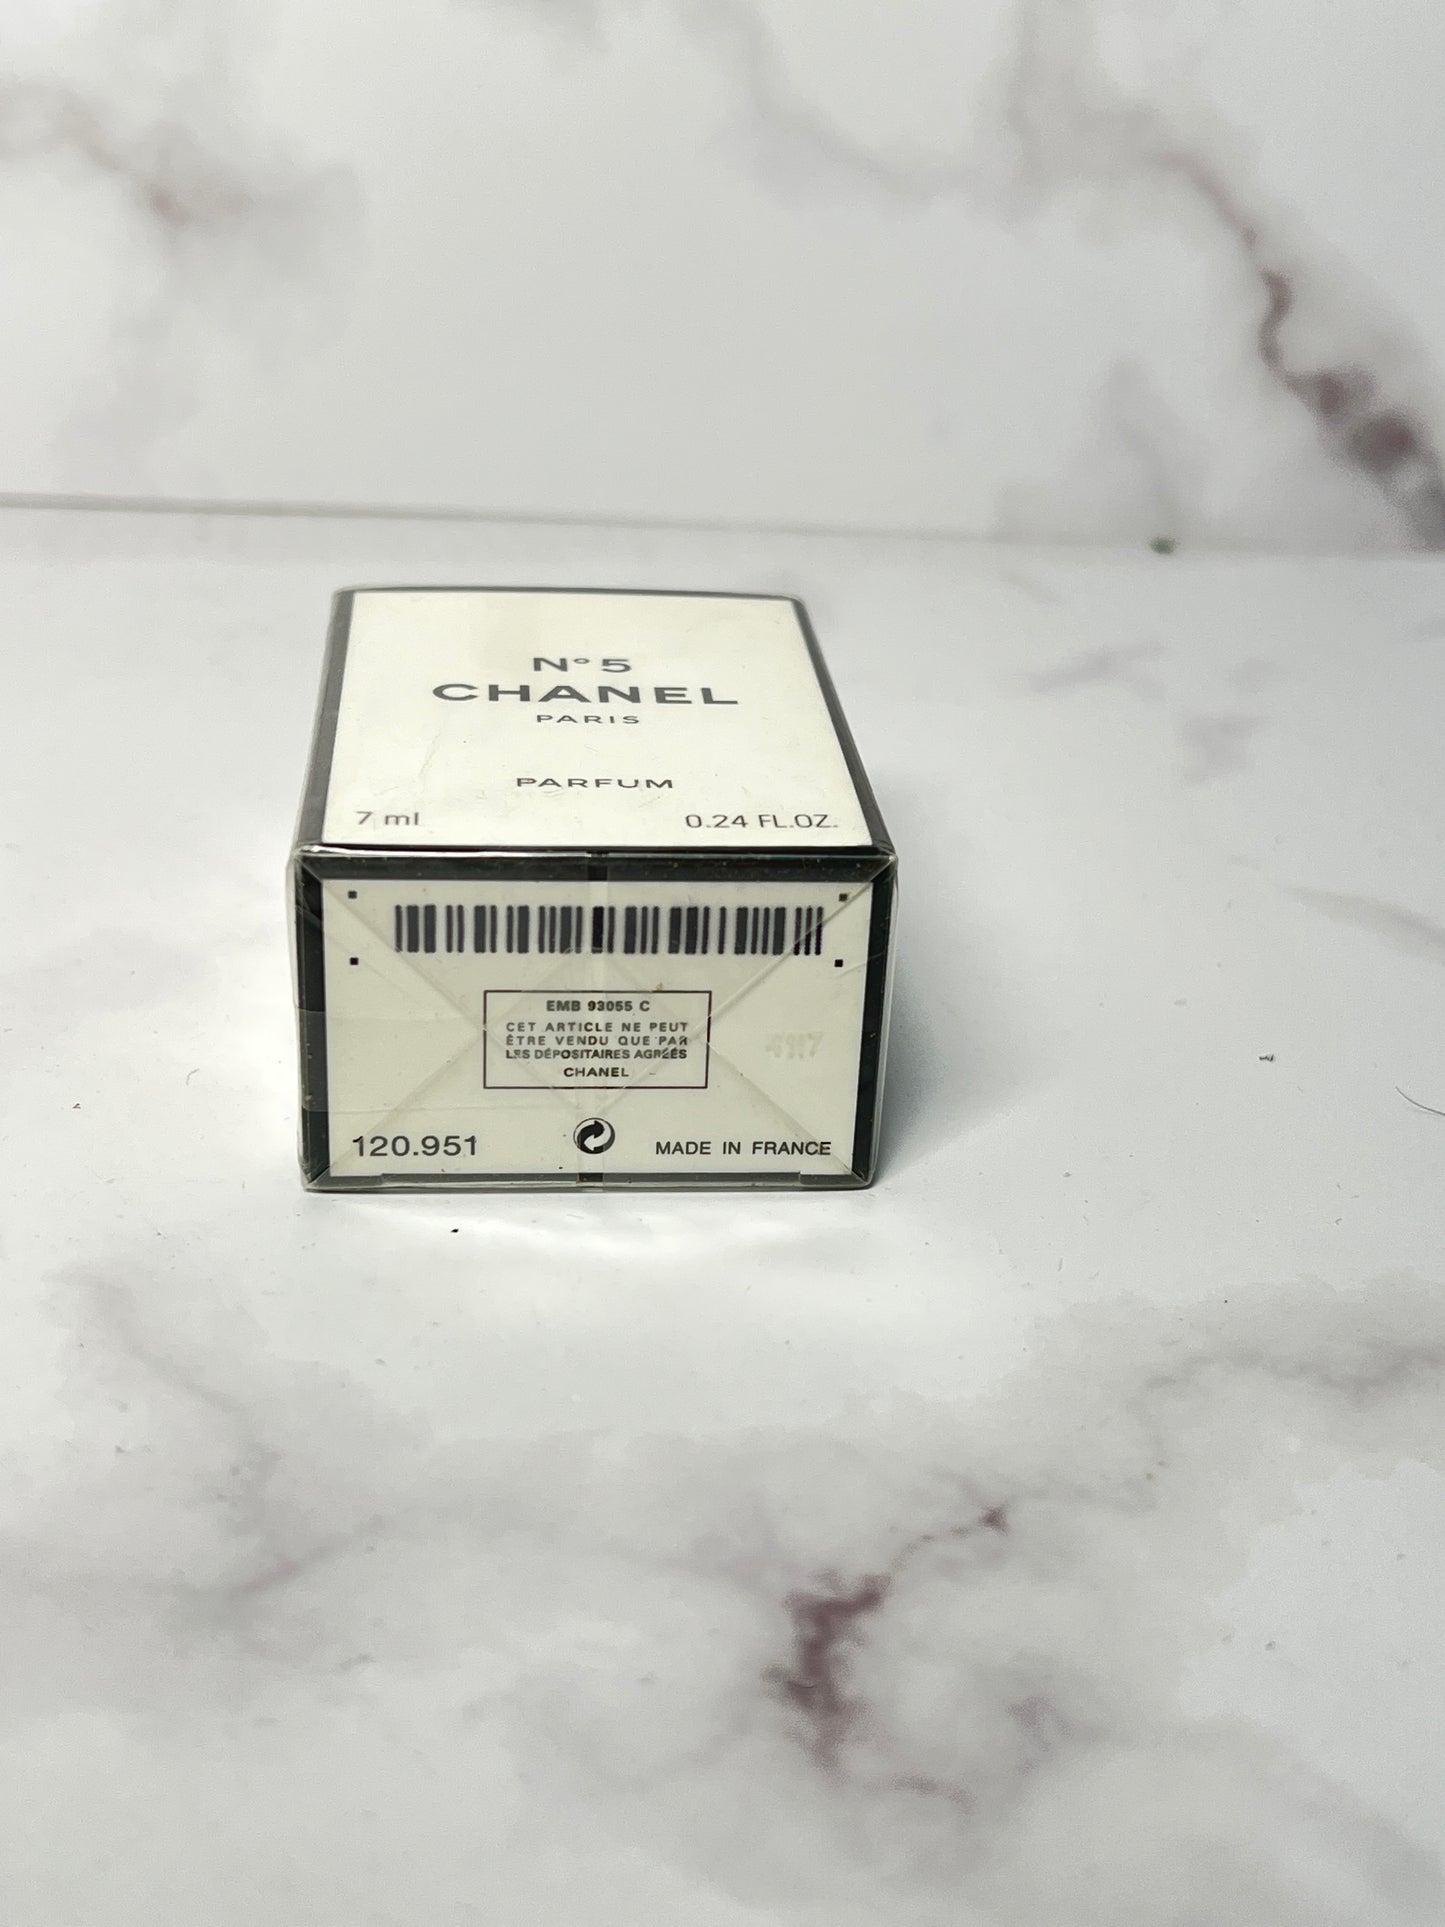 N° 5
CHANEL
PARIS
PARFUM
7 ml 0.24 FL.OZ.
EMB 93055 C
CET ARTICLE NE PEUT
ÊTRE VENDU QUE PAR
LES DÉPOSITAIRES AGRÉÉS
CHANEL
120.951 MADE IN FRANCE